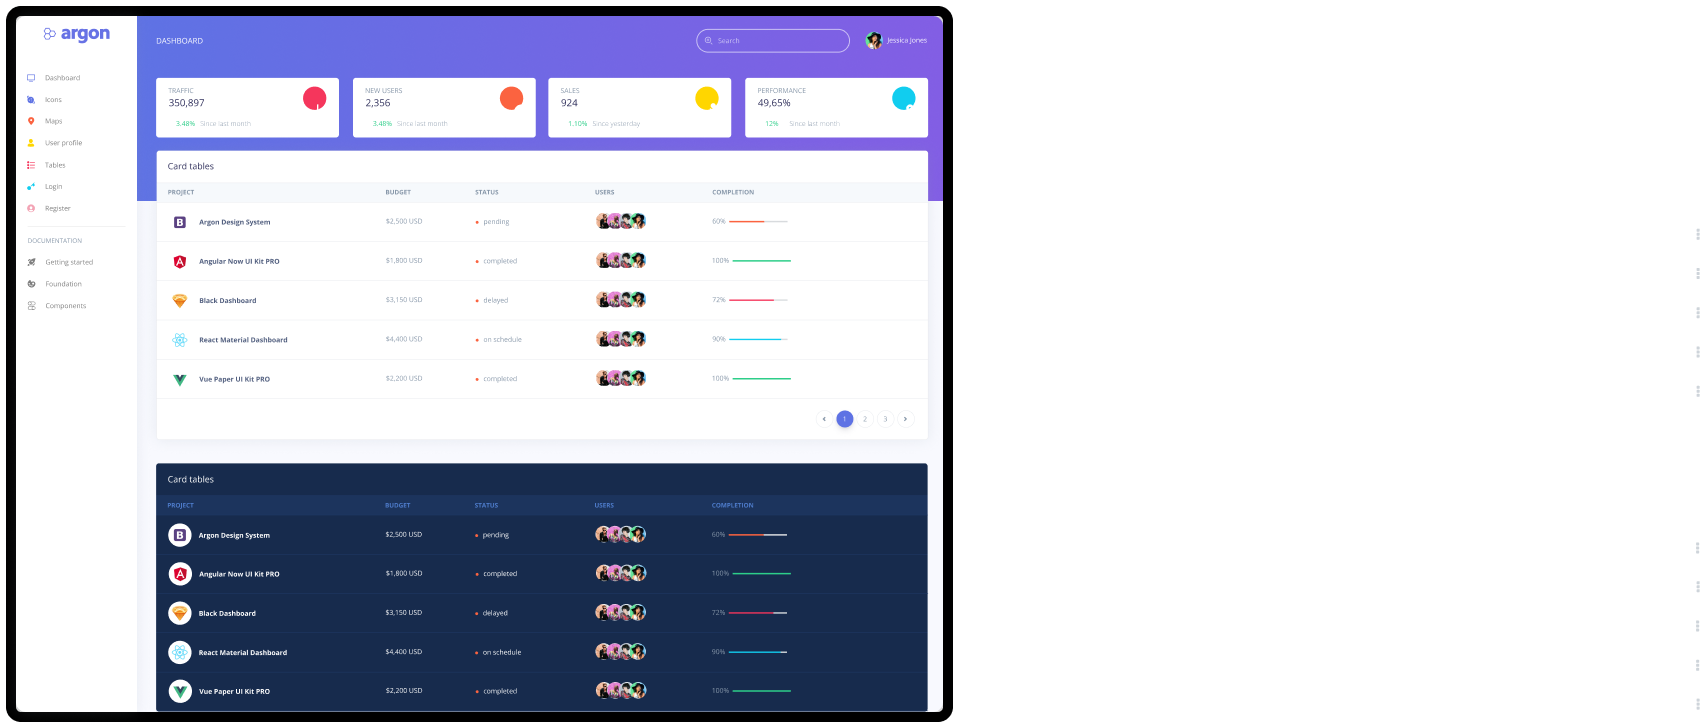 argon
Dashboard
Icons
Maps
User profile
Tables
Login
Register
DOCUMENTATION
Getting started
Foundation
Components
DASHBOARD
Search
Jessica Jones
TRAFFIC
350,897
3.48% Since last month
NEW USERS
2,356
3.48% Since last month
SALES
924
1.10% Since yesterday
PERFORMANCE
49,65%
12% Since last month
Card tables
PROJECT BUDGET STATUS USERS COMPLETION
Argon Design System $2,500 USD pending 60%
Angular Now UI Kit PRO $1,800 USD completed 100%
Black Dashboard $3,150 USD delayed 72%
React Material Dashboard $4,400 USD on schedule 90%
Vue Paper UI Kit PRO $2,200 USD completed 100%
1 2 3
Card tables
PROJECT BUDGET STATUS USERS COMPLETION
Argon Design System $2,500 USD pending 60%
Angular Now UI Kit PRO $1,800 USD completed 100%
Black Dashboard $3,150 USD delayed 72%
React Material Dashboard $4,400 USD on schedule 90%
Vue Paper UI Kit PRO $2,200 USD completed 100%